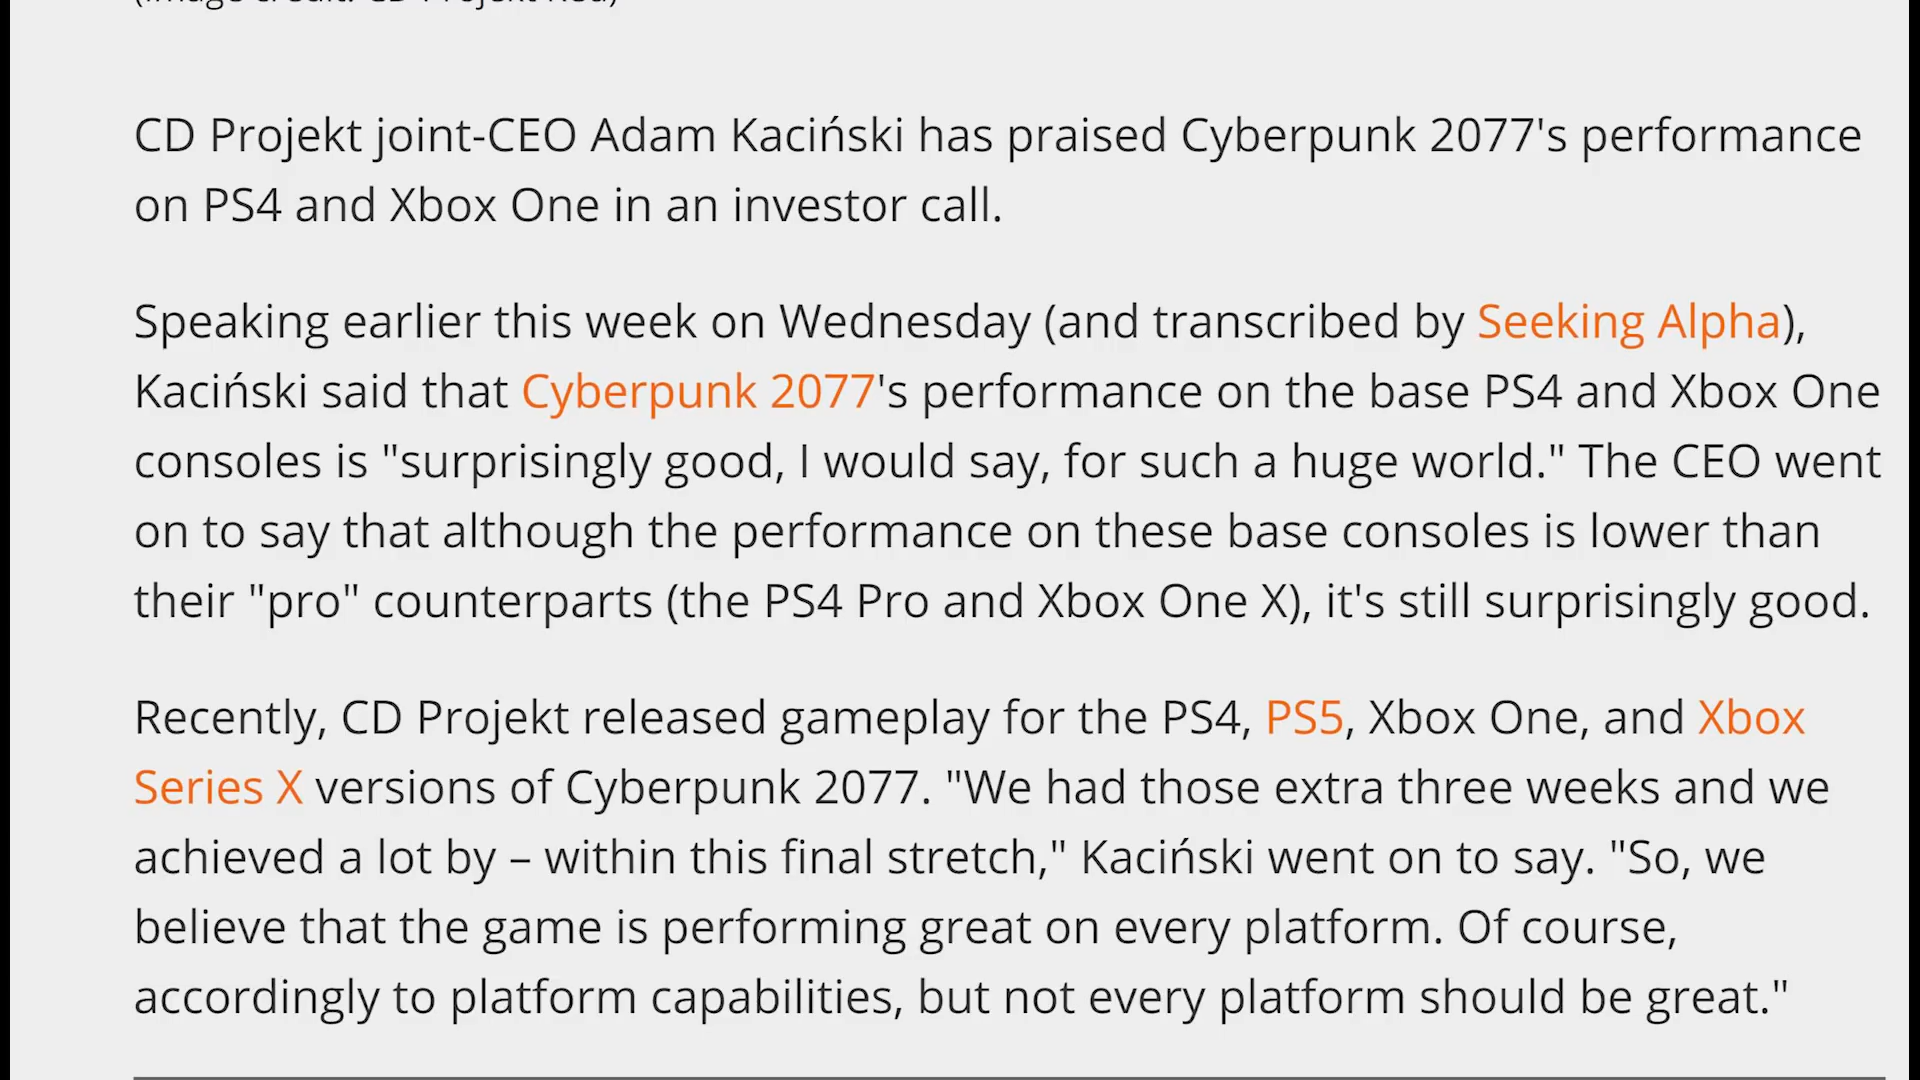 (Image credit: CD Projekt Red)
CD Projekt joint-CEO Adam Kaciński has praised Cyberpunk 2077's performance
on PS4 and Xbox One in an investor call.
Speaking earlier this week on Wednesday (and transcribed by Seeking Alpha),
Kaciński said that Cyberpunk 2077's performance on the base PS4 and Xbox One
consoles is "surprisingly good, I would say, for such a huge world." The CEO went
on to say that although the performance on these base consoles is lower than
their "pro" counterparts (the PS4 Pro and Xbox One X), it's still surprisingly good.
Recently, CD Projekt released gameplay for the PS4, PS5, Xbox One, and Xbox
Series X versions of Cyberpunk 2077. "We had those extra three weeks and we
achieved a lot by – within this final stretch," Kaciński went on to say. "So, we
believe that the game is performing great on every platform. Of course,
accordingly to platform capabilities, but not every platform should be great."